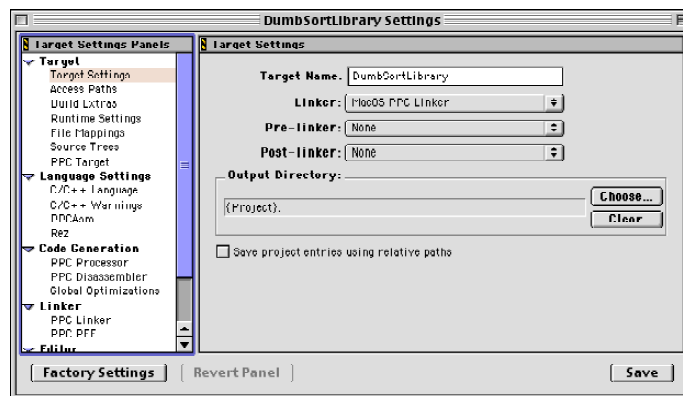 DumbSortLibrary Settings
Target Settings Panels
Target
Target Settings
Access Paths
Build Extras
Runtime Settings
File Mappings
Source Trees
PPC Target
Language Settings
C/C++ Language
C/C++ Warnings
PPCAsm
Rez
Code Generation
PPC Processor
PPC Disassembler
Global Optimizations
Linker
PPC Linker
PPC PEF
Editor
Target Settings
Target Name: DumbSortLibrary
Linker: MacOS PPC Linker
Pre-linker: None
Post-linker: None
Output Directory:
{Project}:
Choose...
Clear
Save project entries using relative paths
Factory Settings
Revert Panel
Save